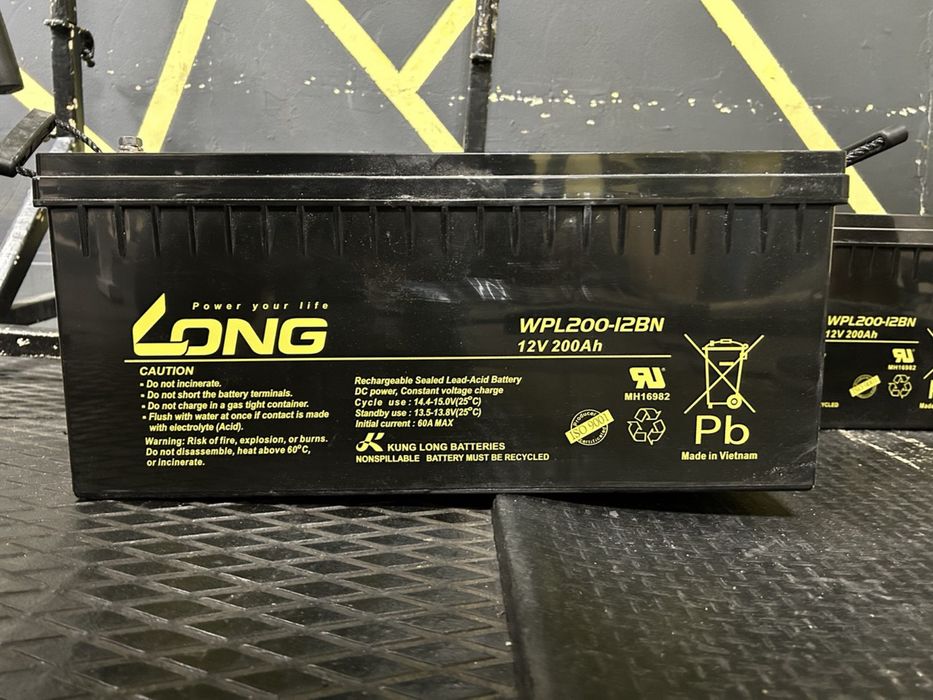 Power your life
LONG
WPL200-12BN
12V 200Ah
CAUTION
- Do not incinerate.
- Do not short the battery terminals.
- Do not charge in a gas tight container.
- Flush with water at once if contact is made
with electrolyte (Acid).
Warning: Risk of fire, explosion, or burns.
Do not disassemble, heat above 60°C,
or incinerate.
Rechargeable Sealed Lead-Acid Battery
DC power, Constant voltage charge
Cycle use : 14.4-15.0V(25°C)
Standby use : 13.5-13.8V(25°C)
Initial current : 60A MAX
KUNG LONG BATTERIES
NONSPILLABLE BATTERY MUST BE RECYCLED
Producer
ISO 9001
Certificated
MH16982
Pb
Made in Vietnam
WPL200-12BN
12V 200Ah
MH16982
CYCLED